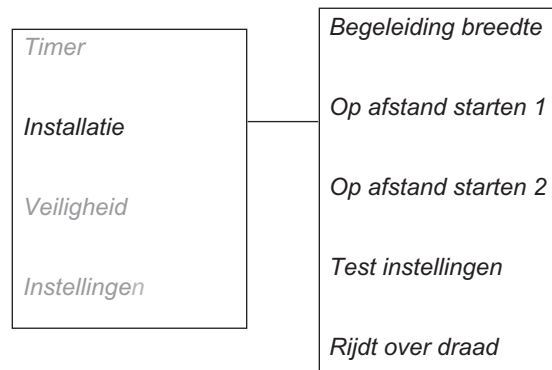 Timer
Installatie
Veiligheid
Instellingen
Begeleiding breedte
Op afstand starten 1
Op afstand starten 2
Test instellingen
Rijdt over draad